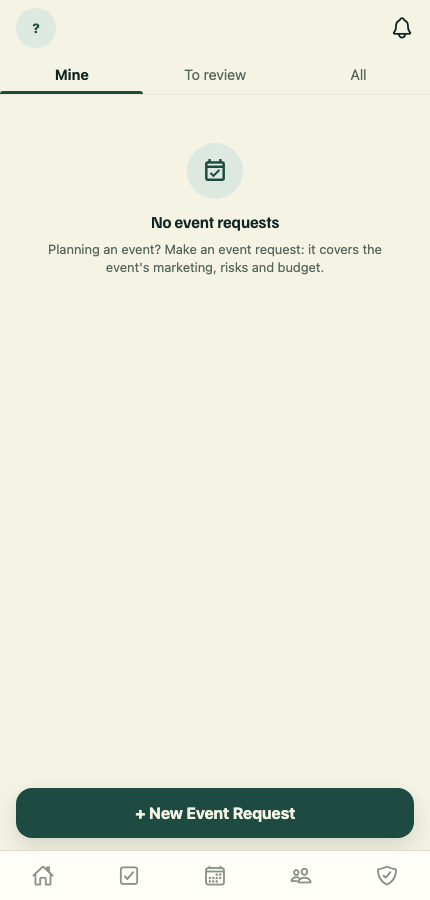 ?
Mine
To review
All
No event requests
Planning an event? Make an event request: it covers the
event's marketing, risks and budget.
+ New Event Request